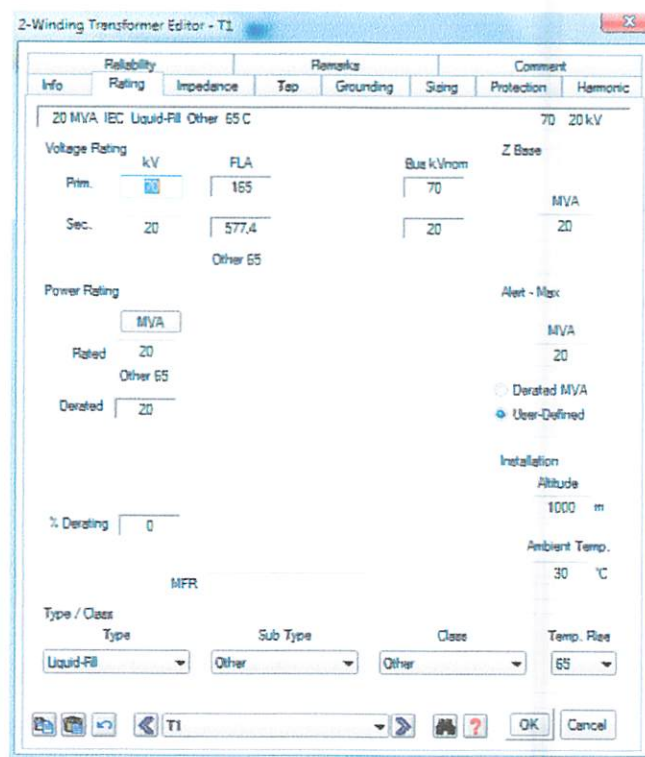 2-Winding Transformer Editor - T1
Reliability Remarks Comment
Info Rating Impedance Tap Grounding Sizing Protection Harmonic
20 MVA IEC Liquid-Fill Other 65 C 70 20 kV
Voltage Rating Z Base
kV FLA Bus kVnom
Prim. 70 165 70
MVA
Sec. 20 577,4 20 20
Other 65
Power Rating Alert - Max
MVA MVA
Rated 20 20
Other 65
Derated MVA
Derated 20
User-Defined
Installation
Altitude
1000 m
% Derating 0
Ambient Temp.
30 °C
MFR
Type / Class
Type Sub Type Class Temp. Rise
Liquid-Fill Other Other 65
T1 ? OK Cancel